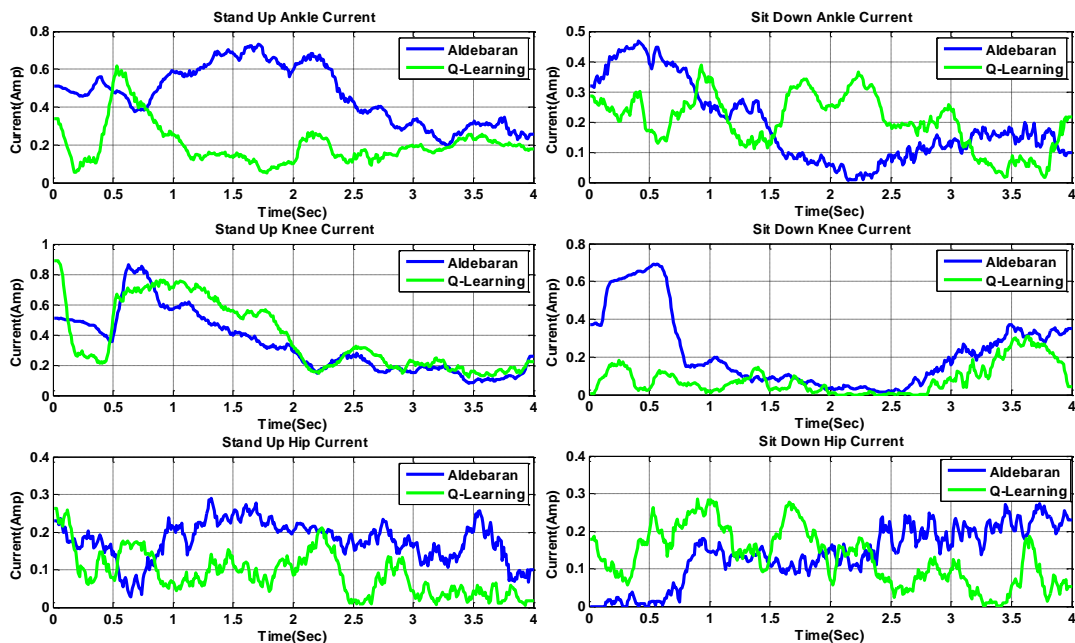 Stand Up Ankle Current
Current(Amp)
0.8
0.6
0.4
0.2
0
0 0.5 1 1.5 2 2.5 3 3.5 4
Time(Sec)
Aldebaran
Q-Learning
Sit Down Ankle Current
Current(Amp)
0.5
0.4
0.3
0.2
0.1
0
0 0.5 1 1.5 2 2.5 3 3.5 4
Time(Sec)
Aldebaran
Q-Learning
Stand Up Knee Current
Current(Amp)
1
0.8
0.6
0.4
0.2
0
0 0.5 1 1.5 2 2.5 3 3.5 4
Time(Sec)
Aldebaran
Q-Learning
Sit Down Knee Current
Current(Amp)
0.8
0.6
0.4
0.2
0
0 0.5 1 1.5 2 2.5 3 3.5 4
Time(Sec)
Aldebaran
Q-Learning
Stand Up Hip Current
Current(Amp)
0.4
0.3
0.2
0.1
0
0 0.5 1 1.5 2 2.5 3 3.5 4
Time(Sec)
Aldebaran
Q-Learning
Sit Down Hip Current
Current(Amp)
0.4
0.3
0.2
0.1
0
0 0.5 1 1.5 2 2.5 3 3.5 4
Time(Sec)
Aldebaran
Q-Learning